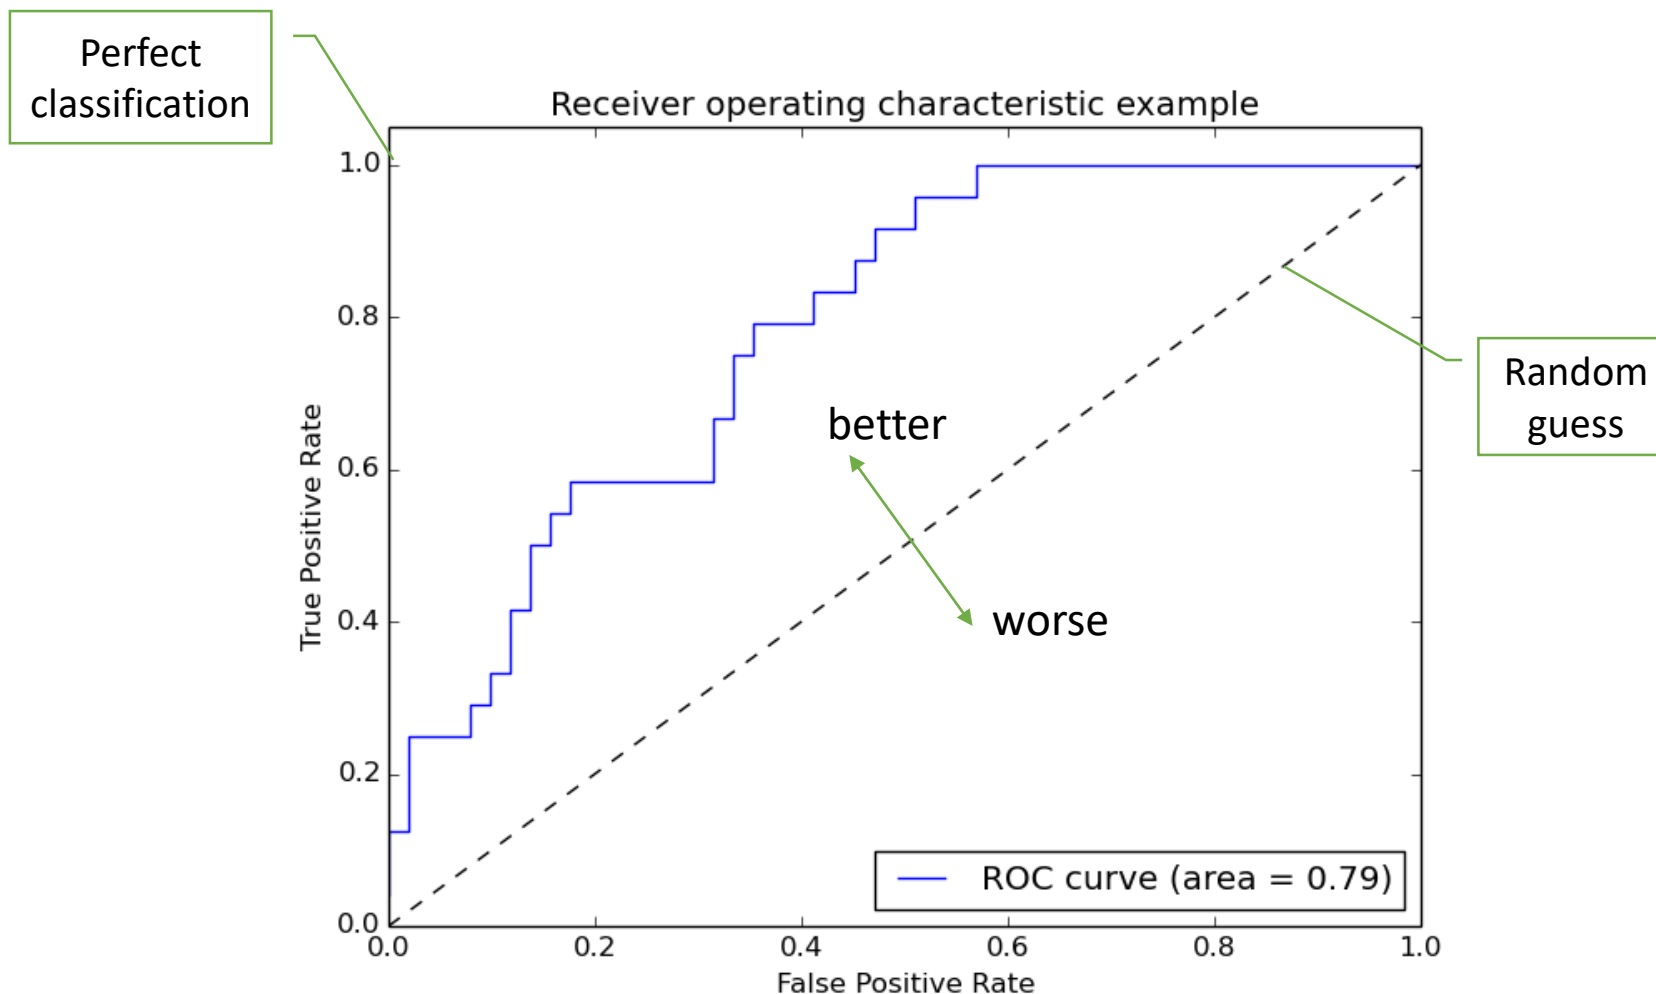 Perfect
classification
Receiver operating characteristic example
1.0
0.8
0.6
0.4
0.2
0.0
True Positive Rate
better
worse
Random
guess
ROC curve (area = 0.79)
0.0 0.2 0.4 0.6 0.8 1.0
False Positive Rate